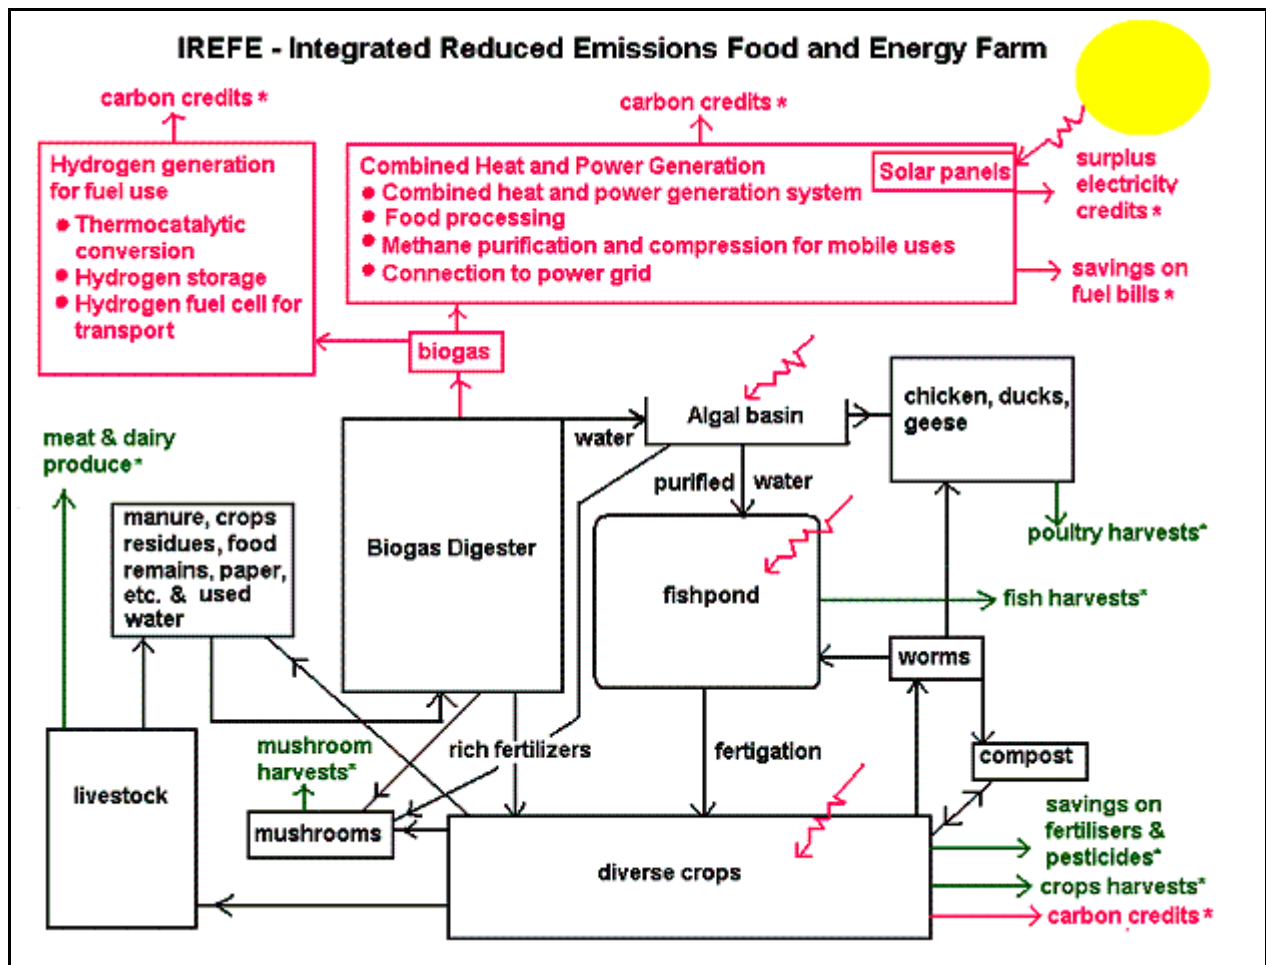 IREFE - Integrated Reduced Emissions Food and Energy Farm
carbon credits *
carbon credits *
Hydrogen generation
for fuel use
● Thermocatalytic
conversion
● Hydrogen storage
● Hydrogen fuel cell for
transport
Combined Heat and Power Generation
● Combined heat and power generation system
● Food processing
● Methane purification and compression for mobile uses
● Connection to power grid
Solar panels
surplus
electricity
credits *
savings on
fuel bills *
biogas
meat & dairy
produce*
manure, crops
residues, food
remains, paper,
etc. & used
water
Biogas Digester
water
Algal basin
chicken, ducks,
geese
purified water
poultry harvests*
fishpond
fish harvests*
worms
livestock
mushroom
harvests*
rich fertilizers
fertigation
compost
mushrooms
diverse crops
savings on
fertilisers &
pesticides*
crops harvests*
carbon credits *